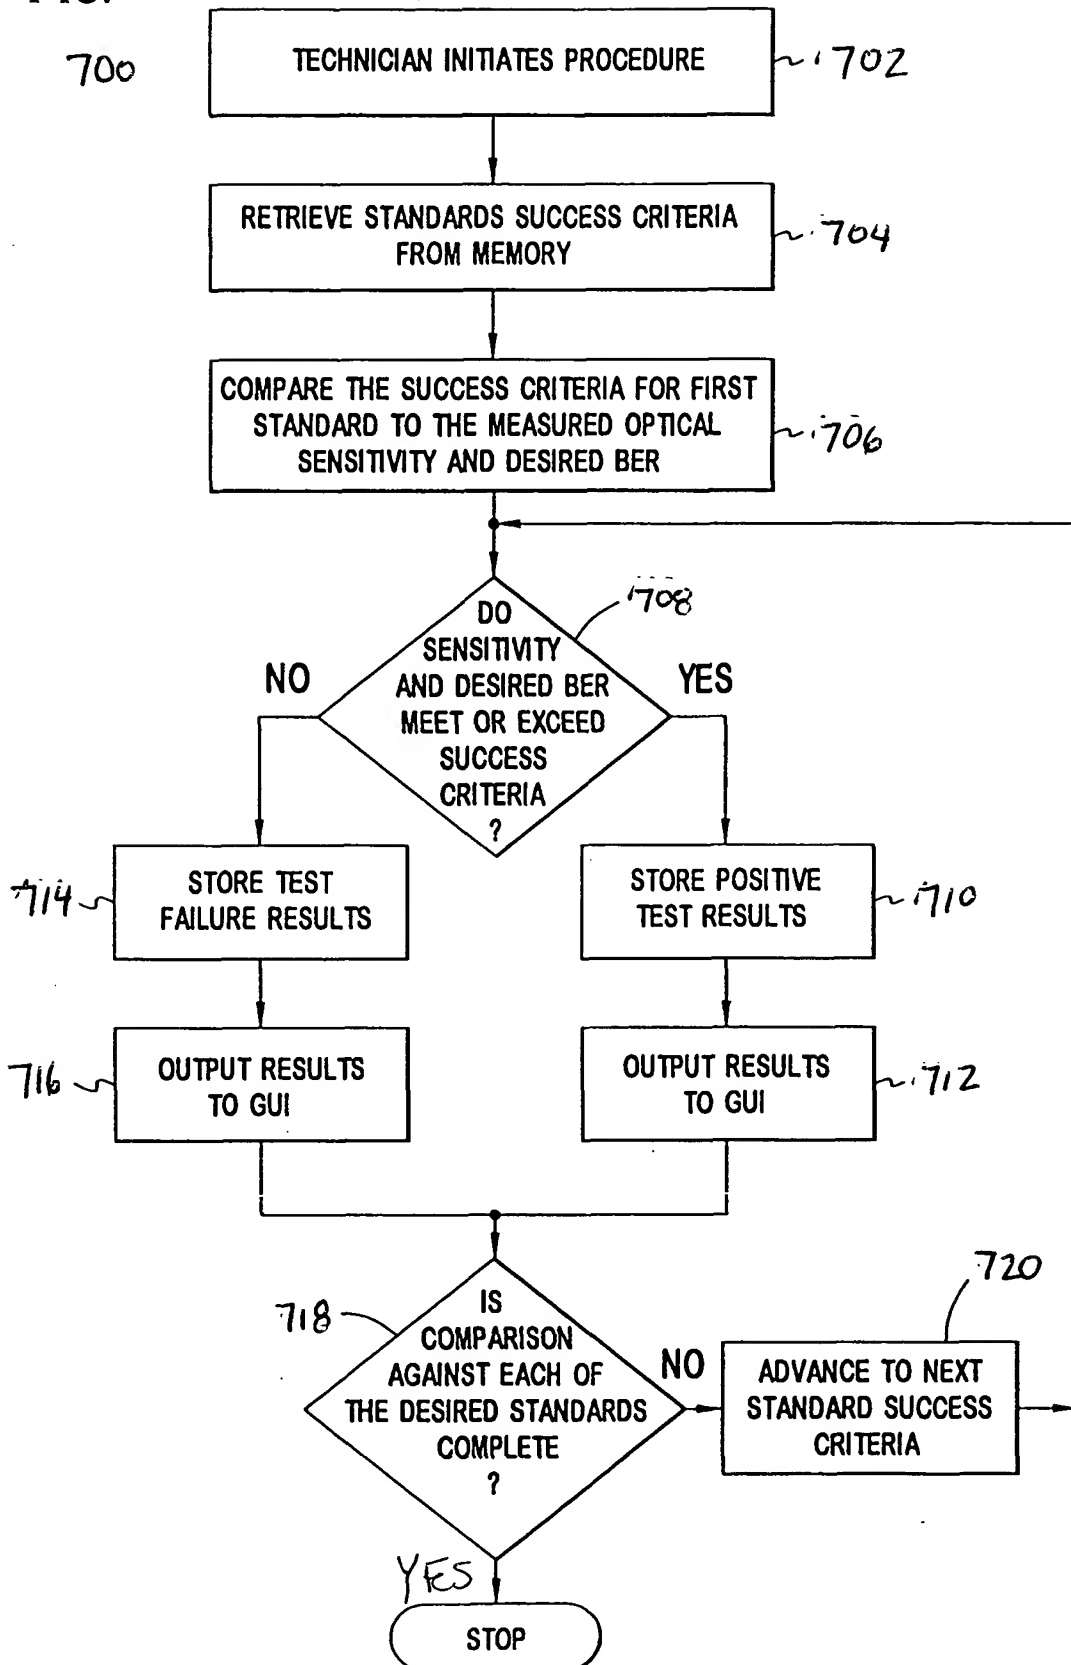 700
TECHNICIAN INITIATES PROCEDURE
702
RETRIEVE STANDARDS SUCCESS CRITERIA
FROM MEMORY
704
COMPARE THE SUCCESS CRITERIA FOR FIRST
STANDARD TO THE MEASURED OPTICAL
SENSITIVITY AND DESIRED BER
706
DO
SENSITIVITY
AND DESIRED BER
MEET OR EXCEED
SUCCESS
CRITERIA
?
708
NO
YES
714
STORE TEST
FAILURE RESULTS
STORE POSITIVE
TEST RESULTS
710
716
OUTPUT RESULTS
TO GUI
OUTPUT RESULTS
TO GUI
712
718
IS
COMPARISON
AGAINST EACH OF
THE DESIRED STANDARDS
COMPLETE
?
NO
720
ADVANCE TO NEXT
STANDARD SUCCESS
CRITERIA
YES
STOP